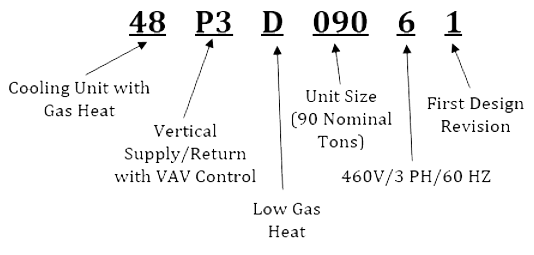 48 P3 D 090 6 1
Cooling Unit with
Gas Heat
Vertical
Supply/Return
with VAV Control
Low Gas
Heat
Unit Size
(90 Nominal
Tons)
460V/3 PH/60 HZ
First Design
Revision